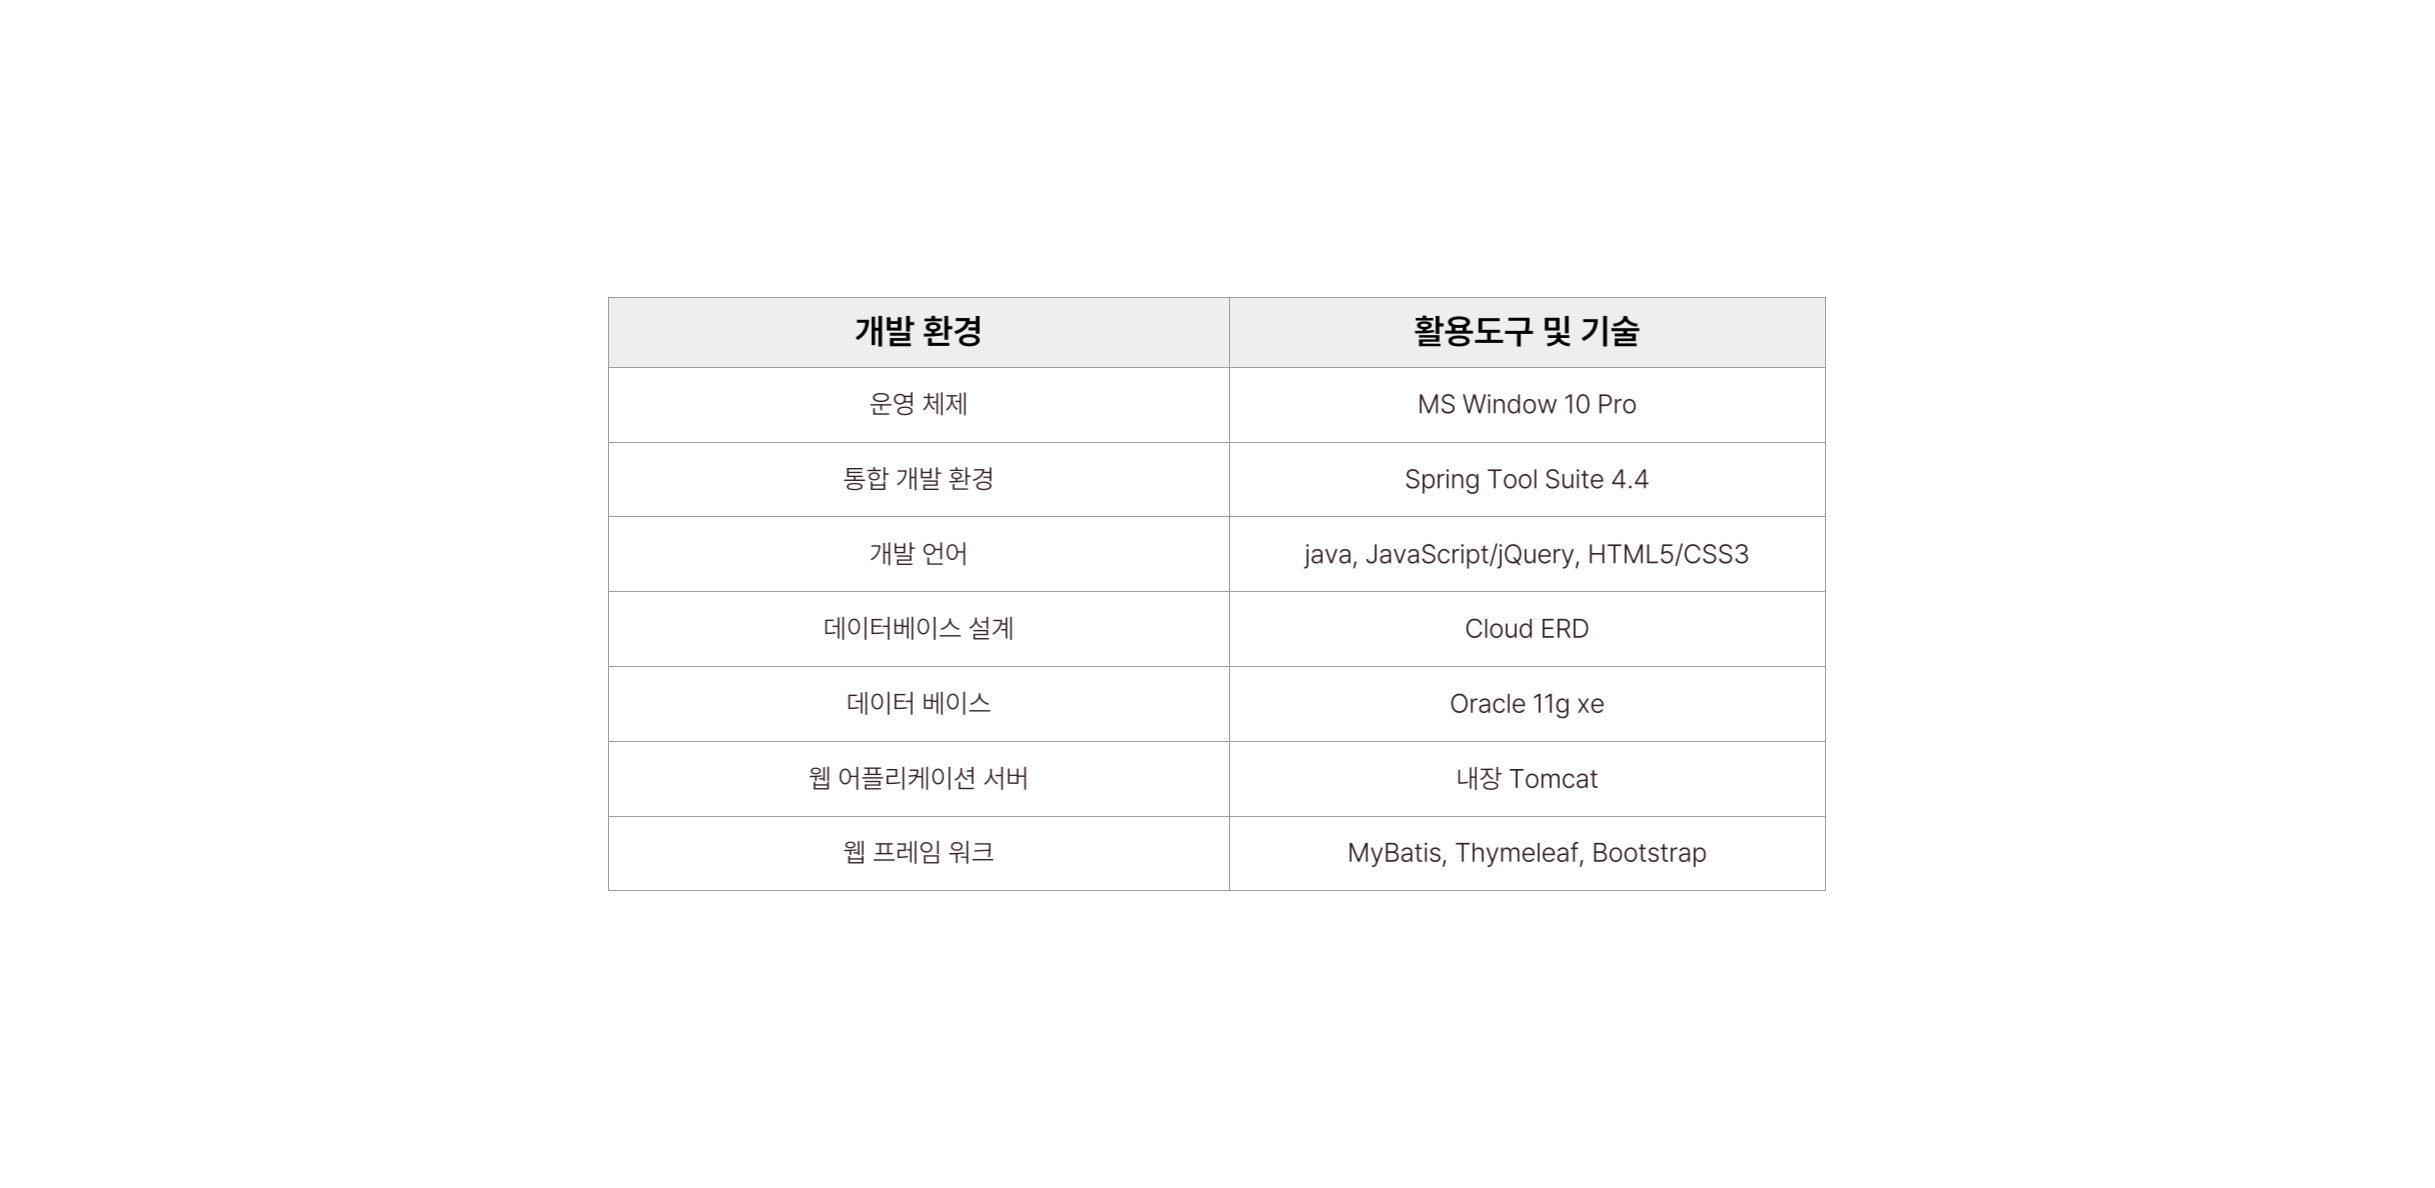 개발 환경 활용도구 및 기술
운영 체제 MS Window 10 Pro
통합 개발 환경 Spring Tool Suite 4.4
개발 언어 java, JavaScript/jQuery, HTML5/CSS3
데이터베이스 설계 Cloud ERD
데이터 베이스 Oracle 11g xe
웹 어플리케이션 서버 내장 Tomcat
웹 프레임 워크 MyBatis, Thymeleaf, Bootstrap